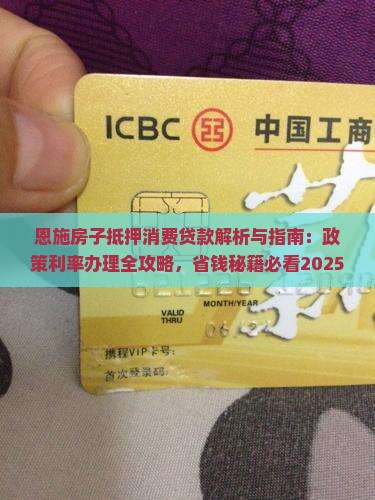 ICBC 中国工商
恩施房子抵押消费贷款解析与指南：政
策利率办理全攻略，省钱秘籍必看2025
VALID
THRU
携程VIP卡号：
首次登录码：